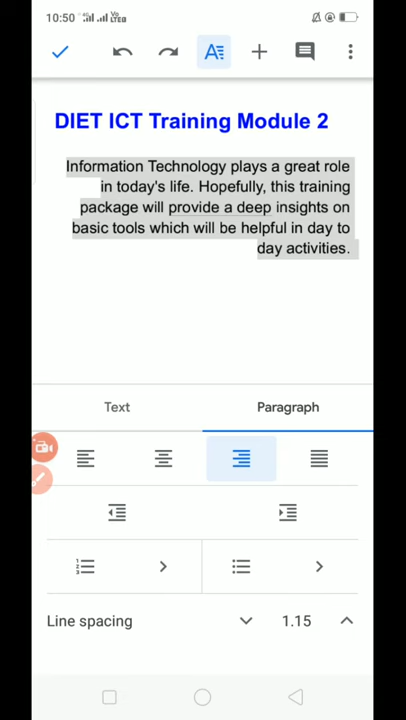 10:50
DIET ICT Training Module 2
Information Technology plays a great role
in today's life. Hopefully, this training
package will provide a deep insights on
basic tools which will be helpful in day to
day activities.
Text Paragraph
Line spacing 1.15